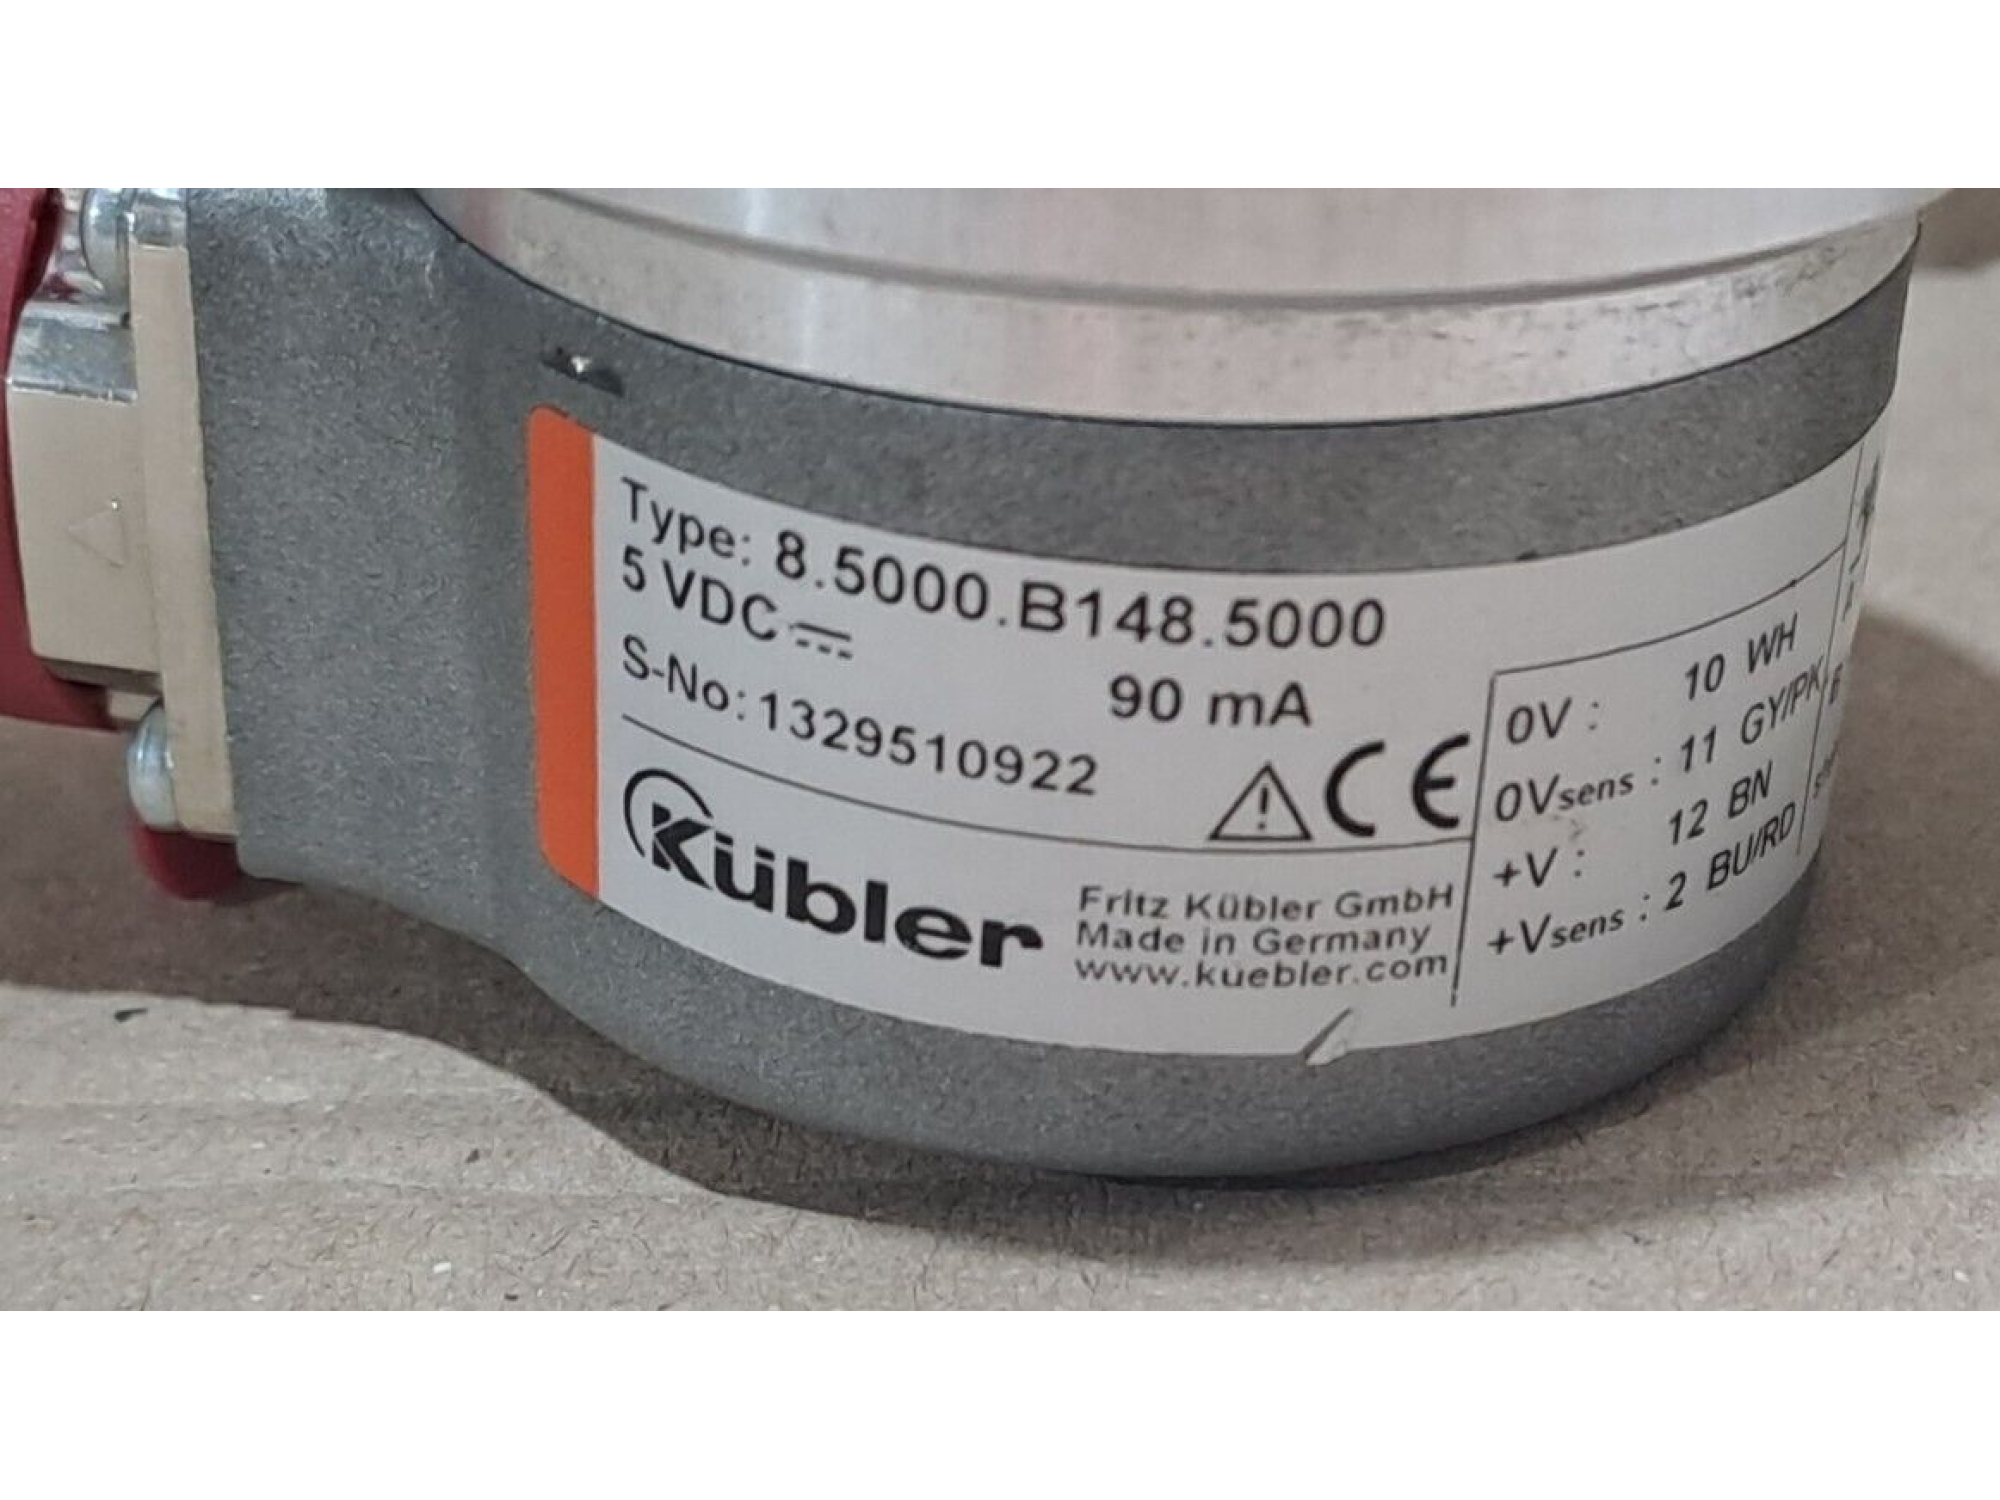 Type: 8.5000.B148.5000
5 VDC
90 mA
S-No: 1329510922
CE
Kübler
Fritz Kübler GmbH
Made in Germany
www.kuebler.com
0V : 10 WH
0Vsens : 11 GY/PK
+V : 12 BN
+Vsens : 2 BU/RD